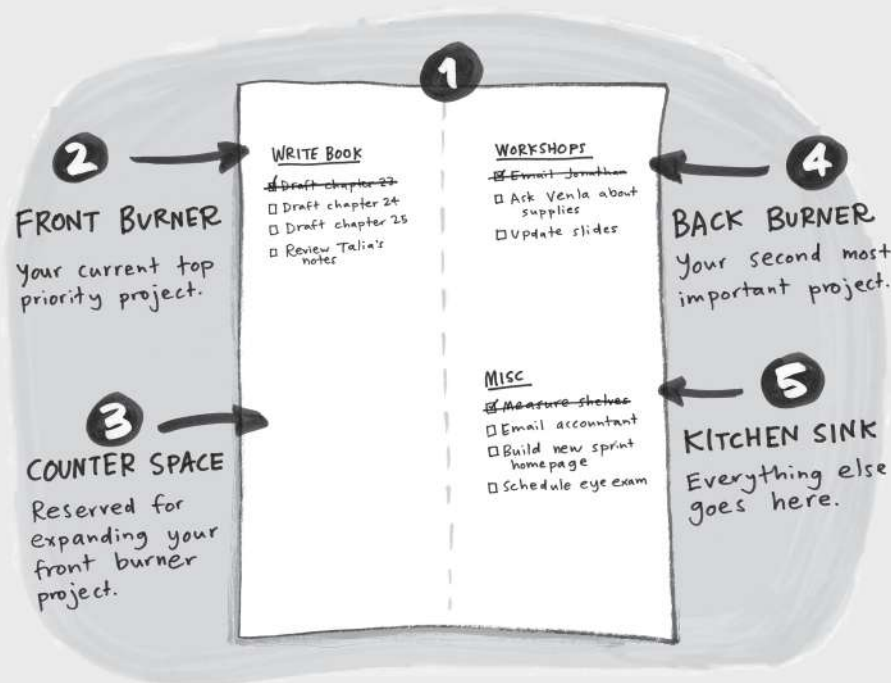 1
2
FRONT BURNER
Your current top
priority project.
3
COUNTER SPACE
Reserved for
expanding your
front burner
project.
WRITE BOOK
Draft chapter 23
Draft chapter 24
Draft chapter 25
Review Talia's
notes
WORKSHOPS
Email Jonathan
Ask Venla about
supplies
Update slides
MISC
Measure shelves
Email accountant
Build new sprint
homepage
Schedule eye exam
4
BACK BURNER
Your second most
important project.
5
KITCHEN SINK
Everything else
goes here.